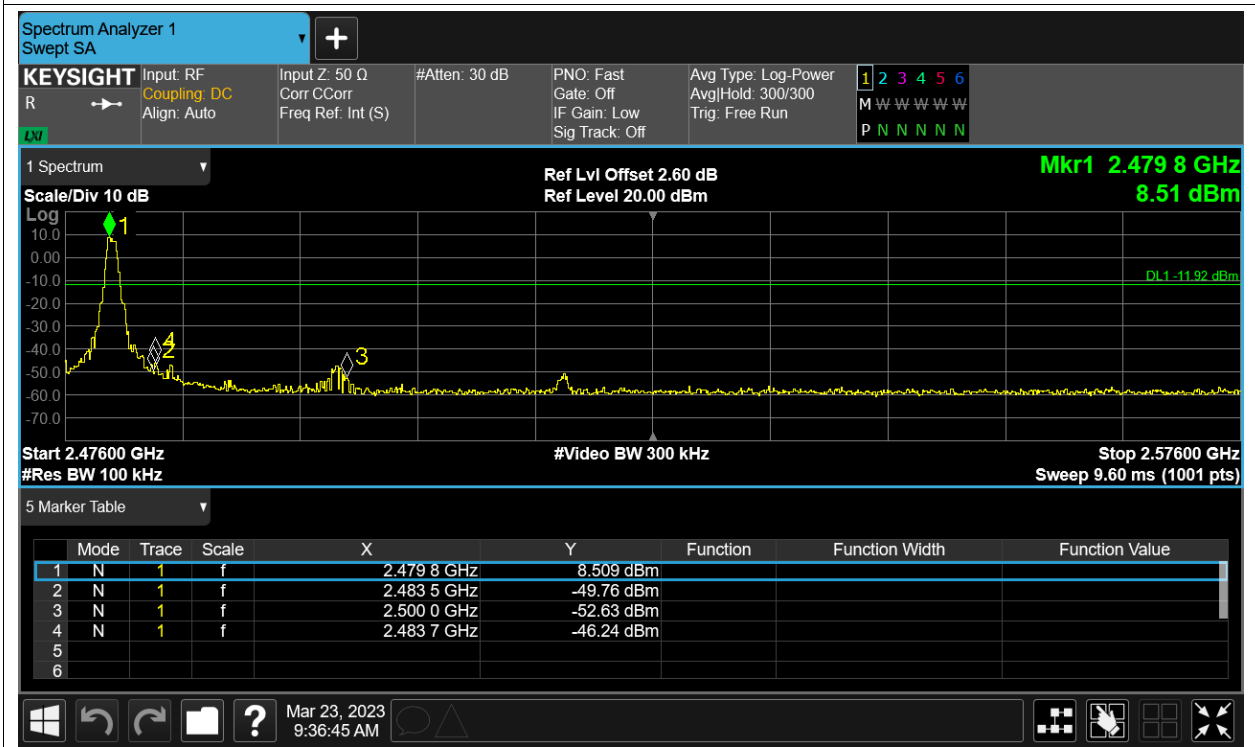 Spectrum Analyzer 1
Swept SA
▼
+
KEYSIGHT Input: RF Input Z: 50 Ω #Atten: 30 dB PNO: Fast Avg Type: Log-Power 1 2 3 4 5 6
R Coupling: DC Corr CCorr Gate: Off Avg|Hold: 300/300 M W W W W W W
Align: Auto Freq Ref: Int (S) IF Gain: Low Trig: Free Run
LXI Sig Track: Off P N N N N N N
1 Spectrum ▼ Ref Lvl Offset 2.60 dB Mkr1 2.479 8 GHz
Scale/Div 10 dB Ref Level 20.00 dBm 8.51 dBm
Log
1
10.0
0.00
-10.0 DL1 -11.92 dBm
-20.0
-30.0
-40.0 4
2 3
-50.0
-60.0
-70.0
Start 2.47600 GHz #Video BW 300 kHz Stop 2.57600 GHz
#Res BW 100 kHz Sweep 9.60 ms (1001 pts)
5 Marker Table ▼
Mode Trace Scale X Y Function Function Width Function Value
1 N 1 f 2.479 8 GHz 8.509 dBm
2 N 1 f 2.483 5 GHz -49.76 dBm
3 N 1 f 2.500 0 GHz -52.63 dBm
4 N 1 f 2.483 7 GHz -46.24 dBm
5
6
? Mar 23, 2023
9:36:45 AM